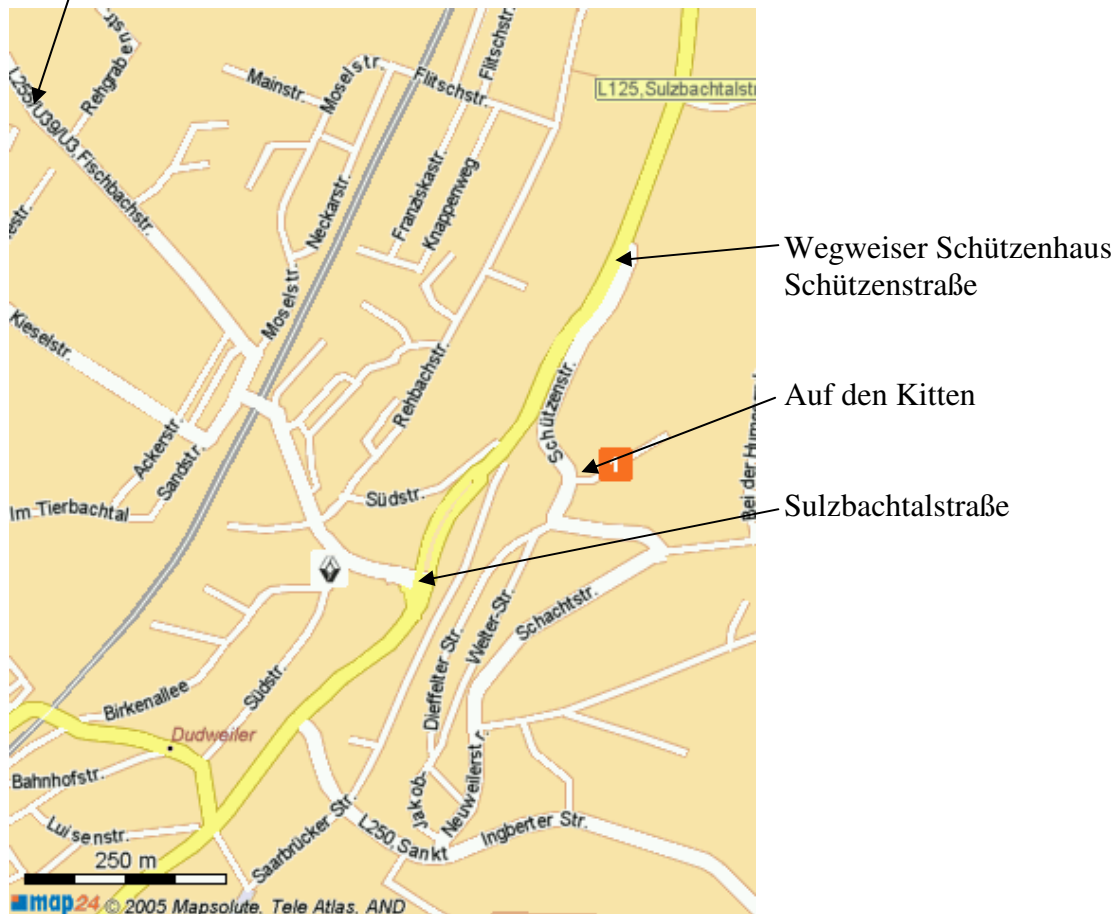 L255/U39/U3, Fischbachstr.
Rehgrabenstr.
Mainstr.
Moselstr.
Flitschstr.
Flitschstr.
L125, Sulzbachtalstr
Neckarstr.
Franziskastr.
Knappenweg
Moselstr.
Kieselstr.
Rehbachstr.
Schützenstr.
Ackerstr.
Sandstr.
Im Tierbachtal
Südstr.
1
Schachtstr.
Welter-Str.
Dieffelter Str.
Südstr.
Birkenallee
Dudweiler
Bahnhofstr.
Luisenstr.
Jakob-
Neuweilerstr.
Saarbrücker Str.
L250, Sankt
Ingberter Str.
250 m
map24 © 2005 Mapsolute, Tele Atlas, AND
Wegweiser Schützenhaus
Schützenstraße
Auf den Kitten
Sulzbachtalstraße